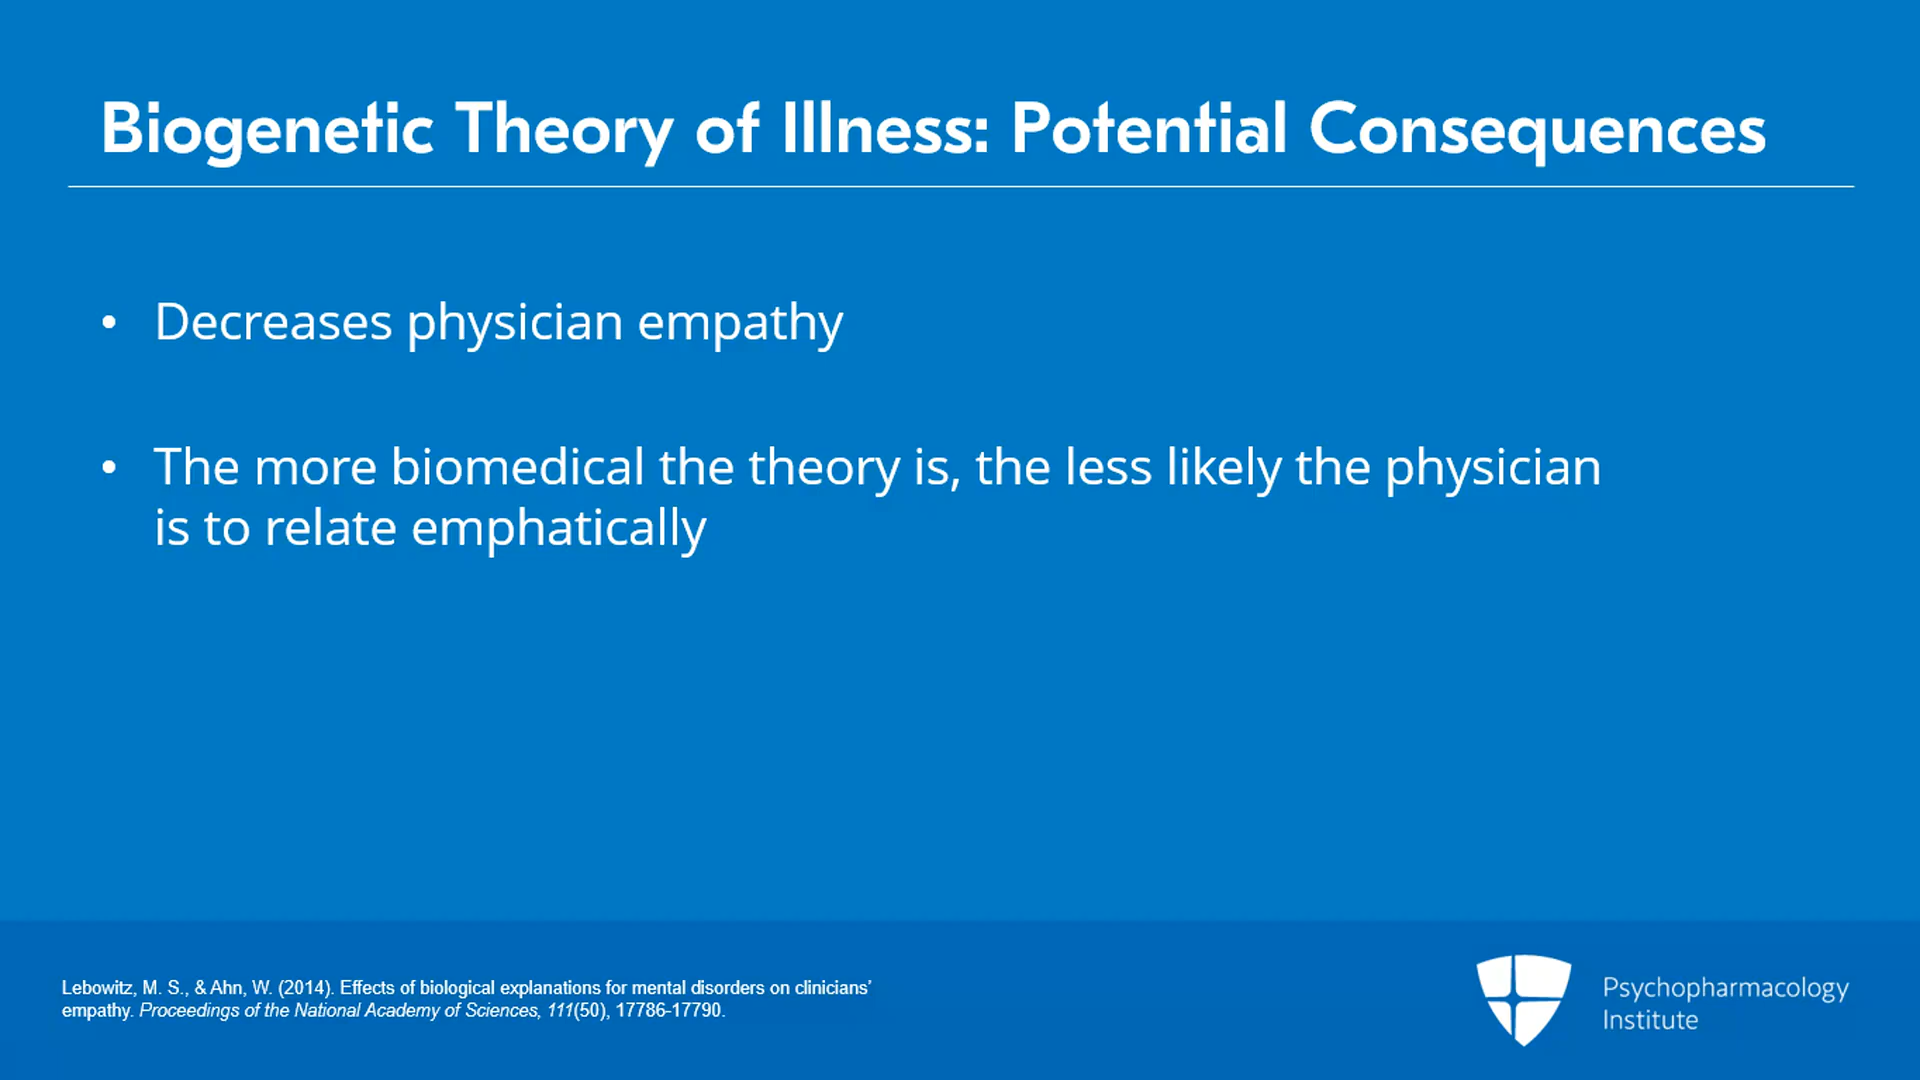 Biogenetic Theory of Illness: Potential Consequences
• Decreases physician empathy
• The more biomedical the theory is, the less likely the physician
is to relate emphatically
Lebowitz, M. S., & Ahn, W. (2014). Effects of biological explanations for mental disorders on clinicians’
empathy. Proceedings of the National Academy of Sciences, 111(50), 17786-17790.
Psychopharmacology
Institute